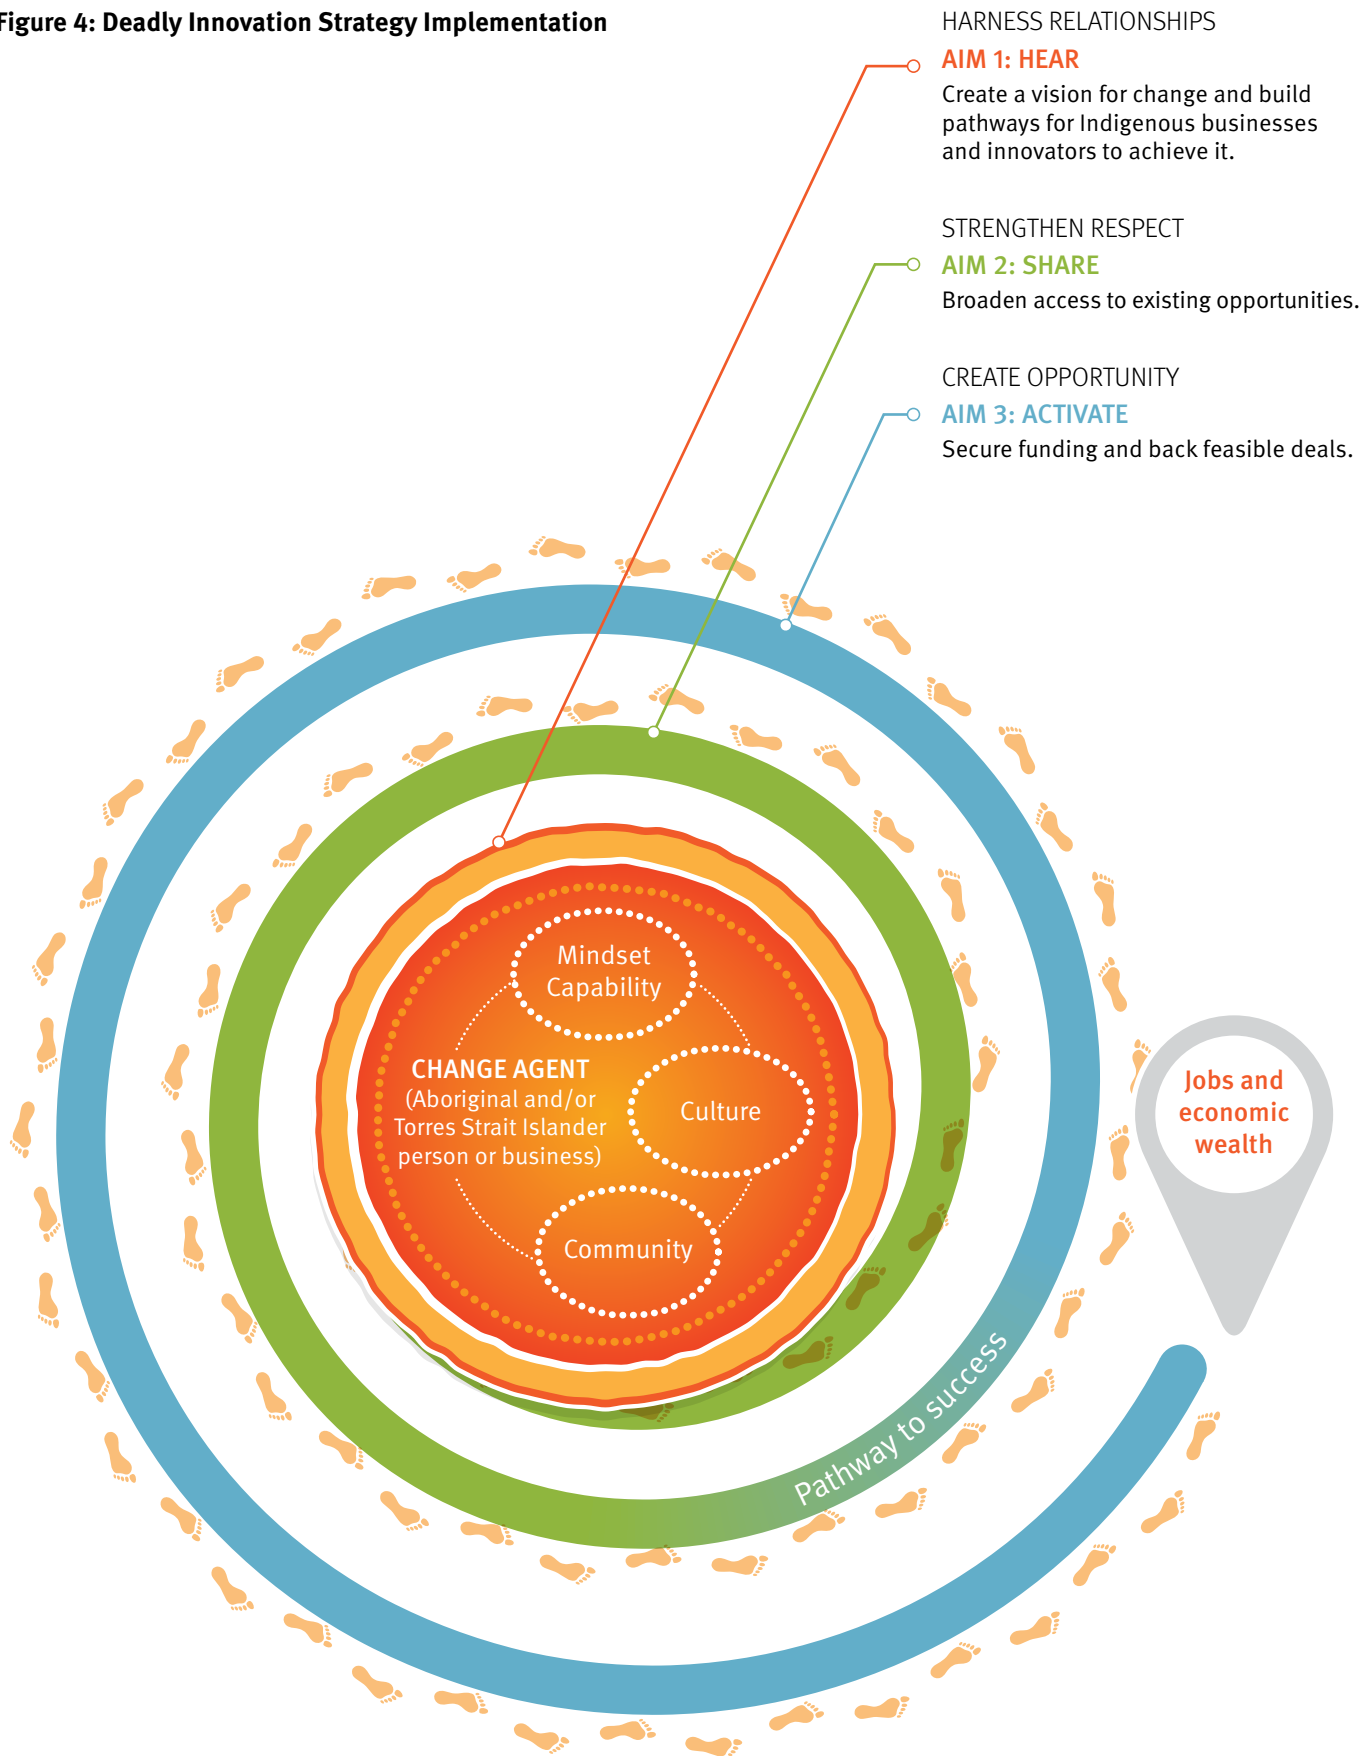 Figure 4: Deadly Innovation Strategy Implementation
HARNESS RELATIONSHIPS
AIM 1: HEAR
Create a vision for change and build
pathways for Indigenous businesses
and innovators to achieve it.
STRENGTHEN RESPECT
AIM 2: SHARE
Broaden access to existing opportunities.
CREATE OPPORTUNITY
AIM 3: ACTIVATE
Secure funding and back feasible deals.
Mindset
Capability
CHANGE AGENT
(Aboriginal and/or
Torres Strait Islander
person or business)
Culture
Community
Jobs and
economic
wealth
Pathway to success